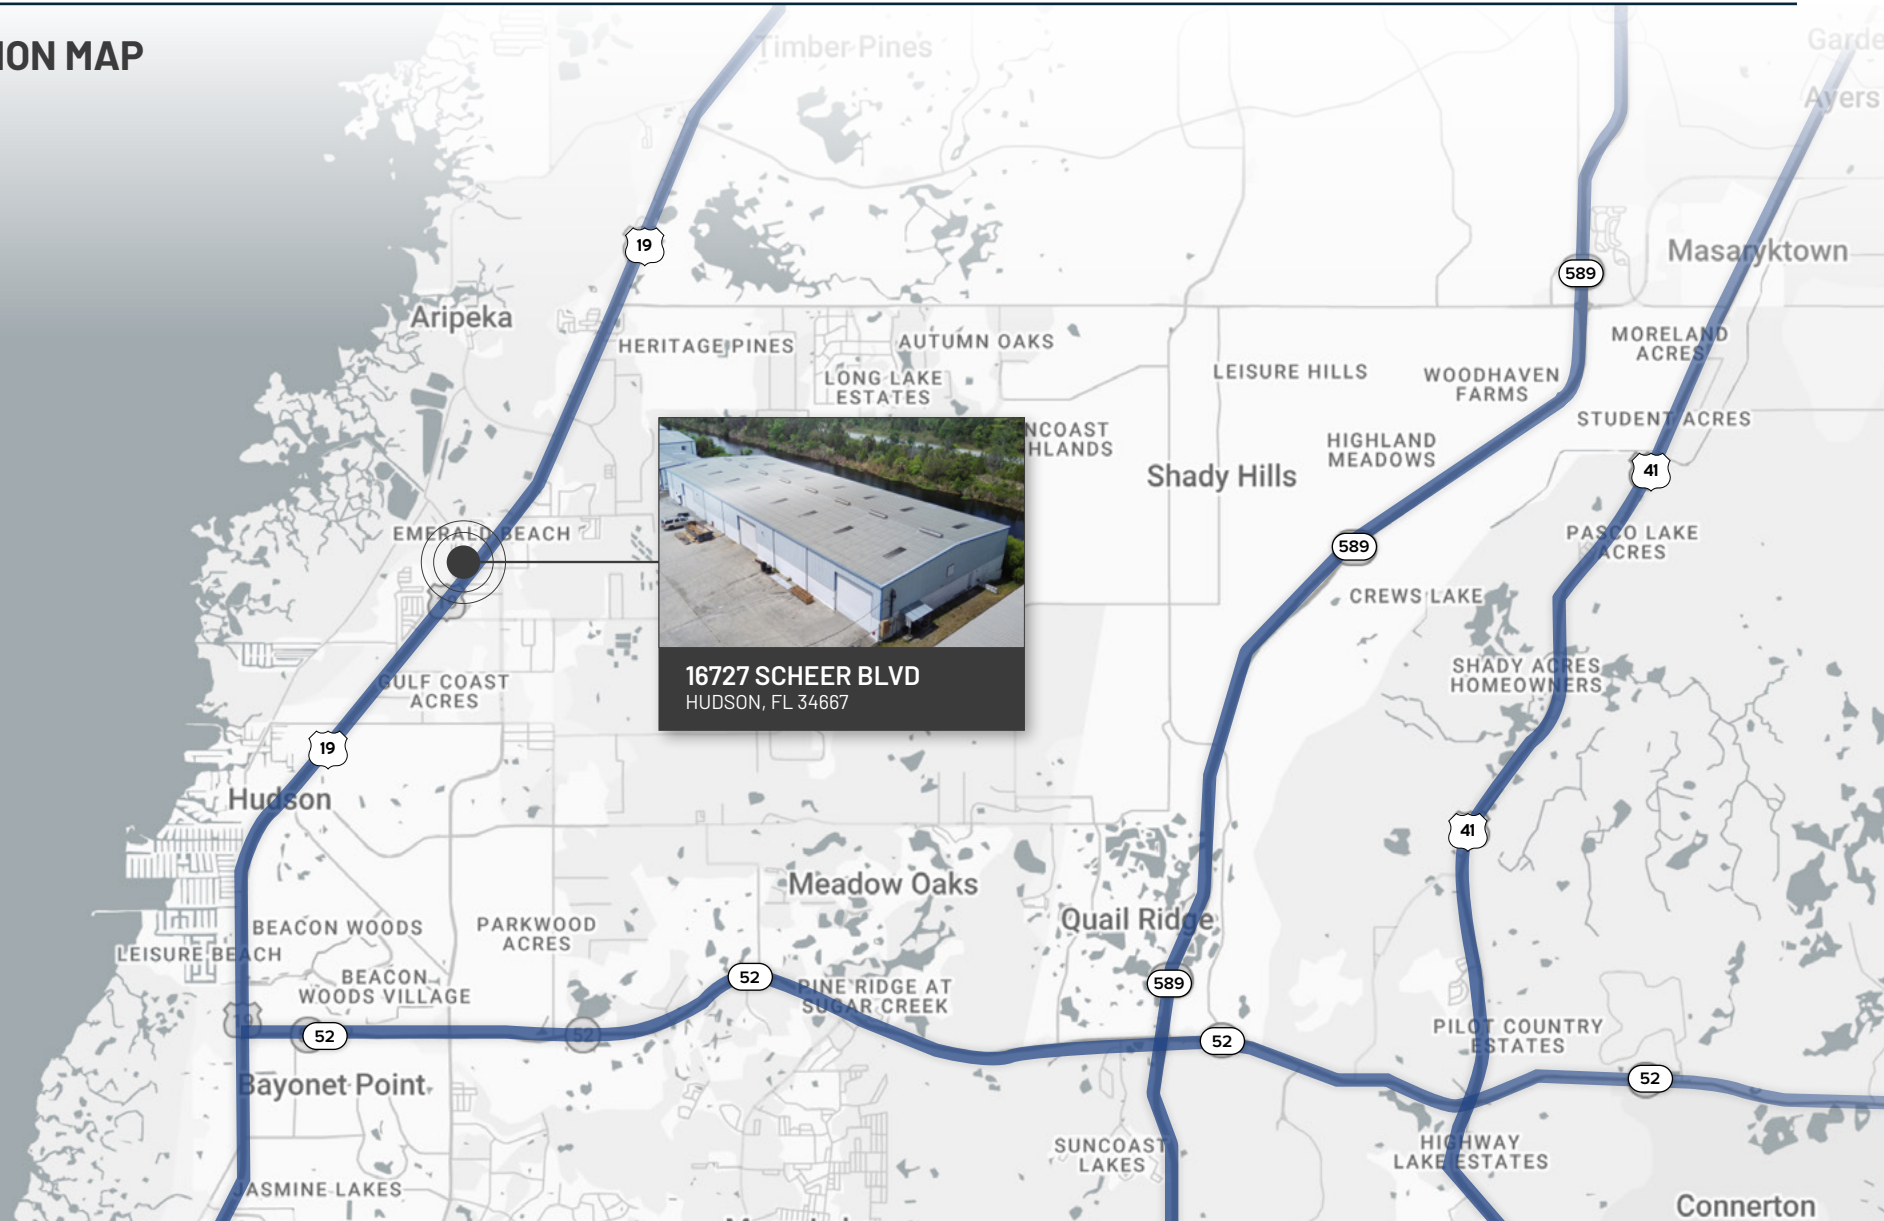 ION MAP
Timber Pines
Garde
Ayers
19
Masaryktown
589
Aripeka
HERITAGE PINES
AUTUMN OAKS
MORELAND
ACRES
LONG LAKE
ESTATES
LEISURE HILLS
WOODHAVEN
FARMS
STUDENT ACRES
NCOAST
HLANDS
HIGHLAND
MEADOWS
Shady Hills
41
EMERALD BEACH
PASCO LAKE
ACRES
589
CREWS LAKE
19
16727 SCHEER BLVD
HUDSON, FL 34667
SHADY ACRES
HOMEOWNERS
GULF COAST
ACRES
19
Hudson
41
Meadow Oaks
Quail Ridge
BEACON WOODS
PARKWOOD
ACRES
LEISURE BEACH
BEACON
WOODS VILLAGE
52
PINE RIDGE AT
SUGAR CREEK
589
19
52
52
52
PILOT COUNTRY
ESTATES
Bayonet Point
52
SUNCOAST
LAKES
HIGHWAY
LAKE ESTATES
JASMINE LAKES
Connerton